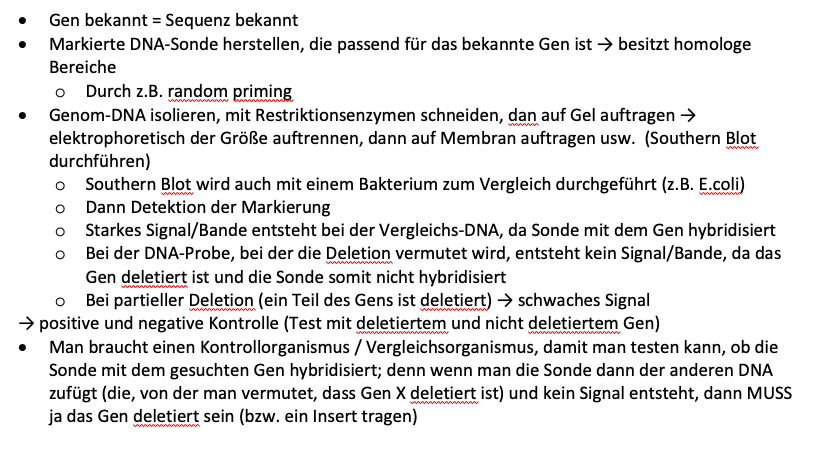 • Gen bekannt = Sequenz bekannt
• Markierte DNA-Sonde herstellen, die passend für das bekannte Gen ist → besitzt homologe
Bereiche
o Durch z.B. random priming
• Genom-DNA isolieren, mit Restriktionsenzymen schneiden, dan auf Gel auftragen →
elektrophoretisch der Größe auftrennen, dann auf Membran auftragen usw. (Southern Blot
durchführen)
o Southern Blot wird auch mit einem Bakterium zum Vergleich durchgeführt (z.B. E.coli)
o Dann Detektion der Markierung
o Starkes Signal/Bande entsteht bei der Vergleichs-DNA, da Sonde mit dem Gen hybridisiert
o Bei der DNA-Probe, bei der die Deletion vermutet wird, entsteht kein Signal/Bande, da das
Gen deletiert ist und die Sonde somit nicht hybridisiert
o Bei partieller Deletion (ein Teil des Gens ist deletiert) → schwaches Signal
→ positive und negative Kontrolle (Test mit deletiertem und nicht deletiertem Gen)
• Man braucht einen Kontrollorganismus / Vergleichsorganismus, damit man testen kann, ob die
Sonde mit dem gesuchten Gen hybridisiert; denn wenn man die Sonde dann der anderen DNA
zufügt (die, von der man vermutet, dass Gen X deletiert ist) und kein Signal entsteht, dann MUSS
ja das Gen deletiert sein (bzw. ein Insert tragen)